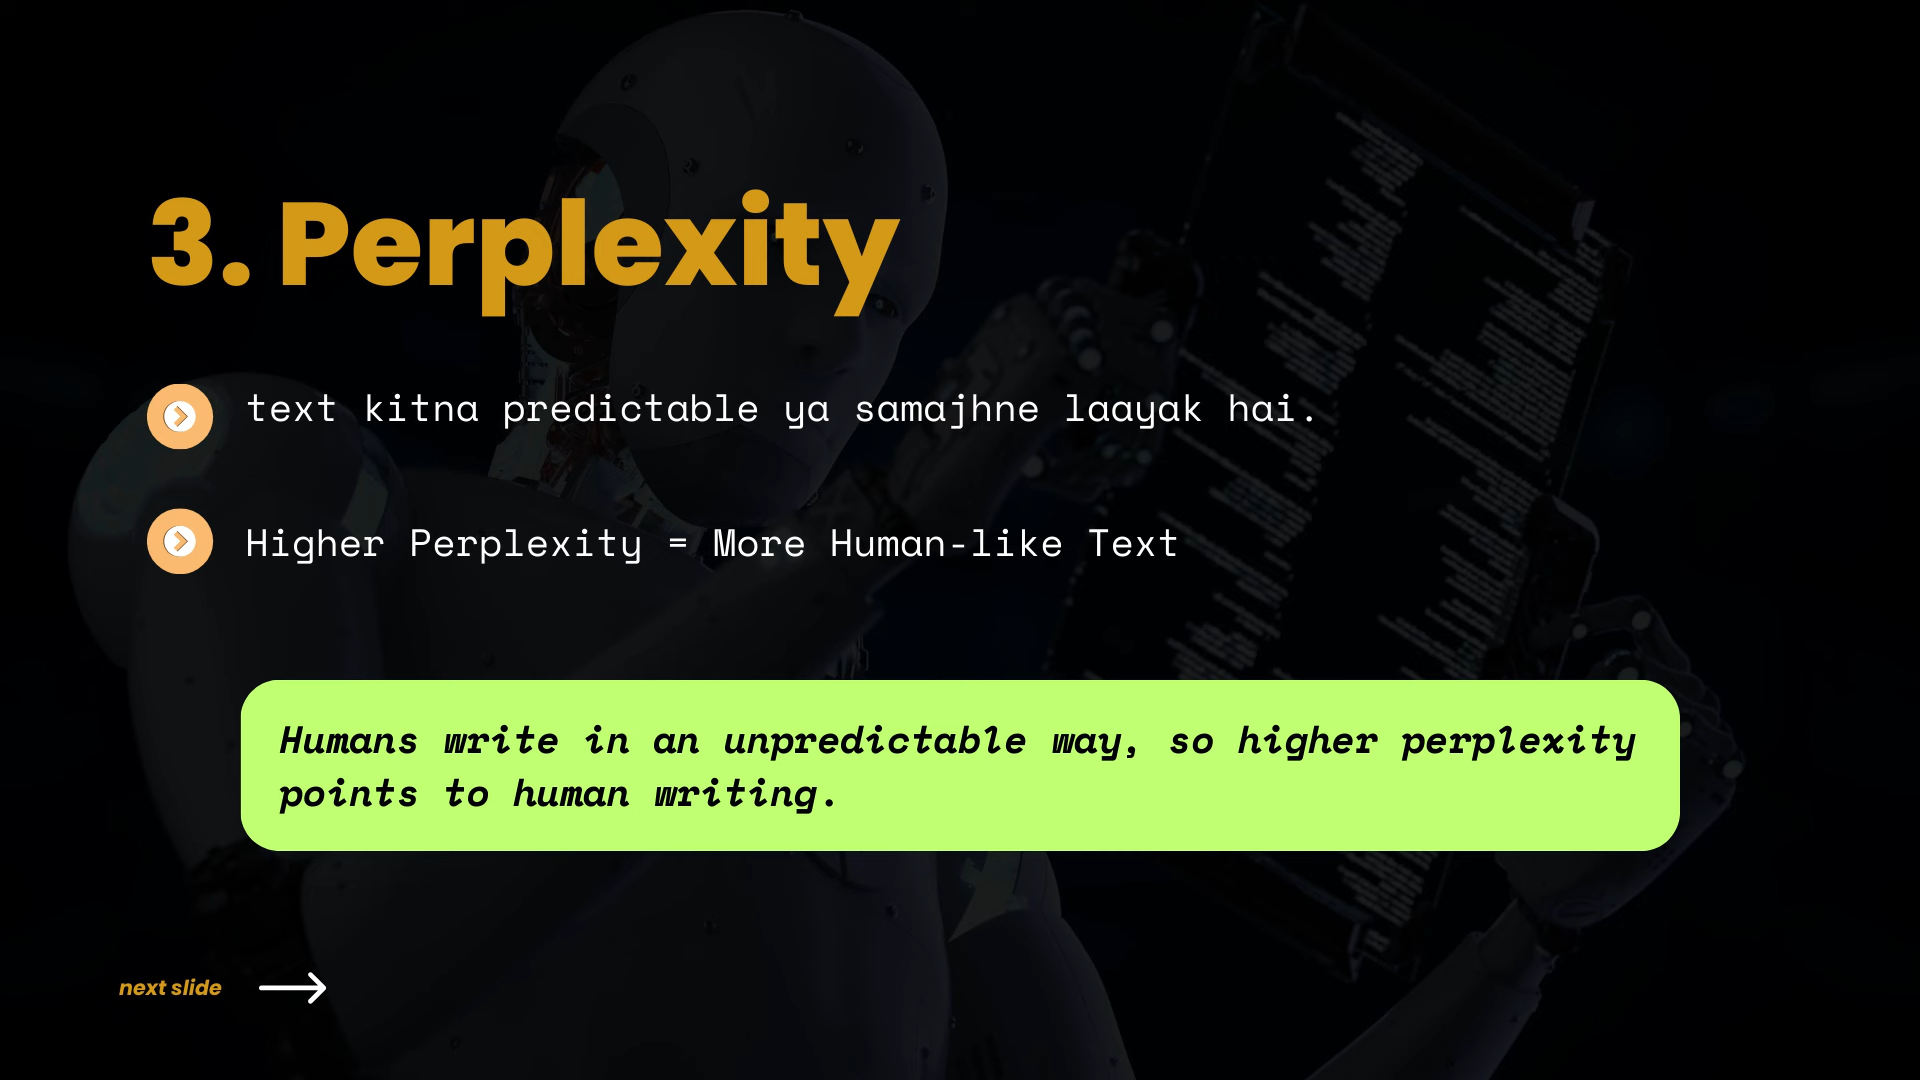 3. Perplexity
text kitna predictable ya samajhne laayak hai.
Higher Perplexity = More Human-like Text
Humans write in an unpredictable way, so higher perplexity
points to human writing.
next slide